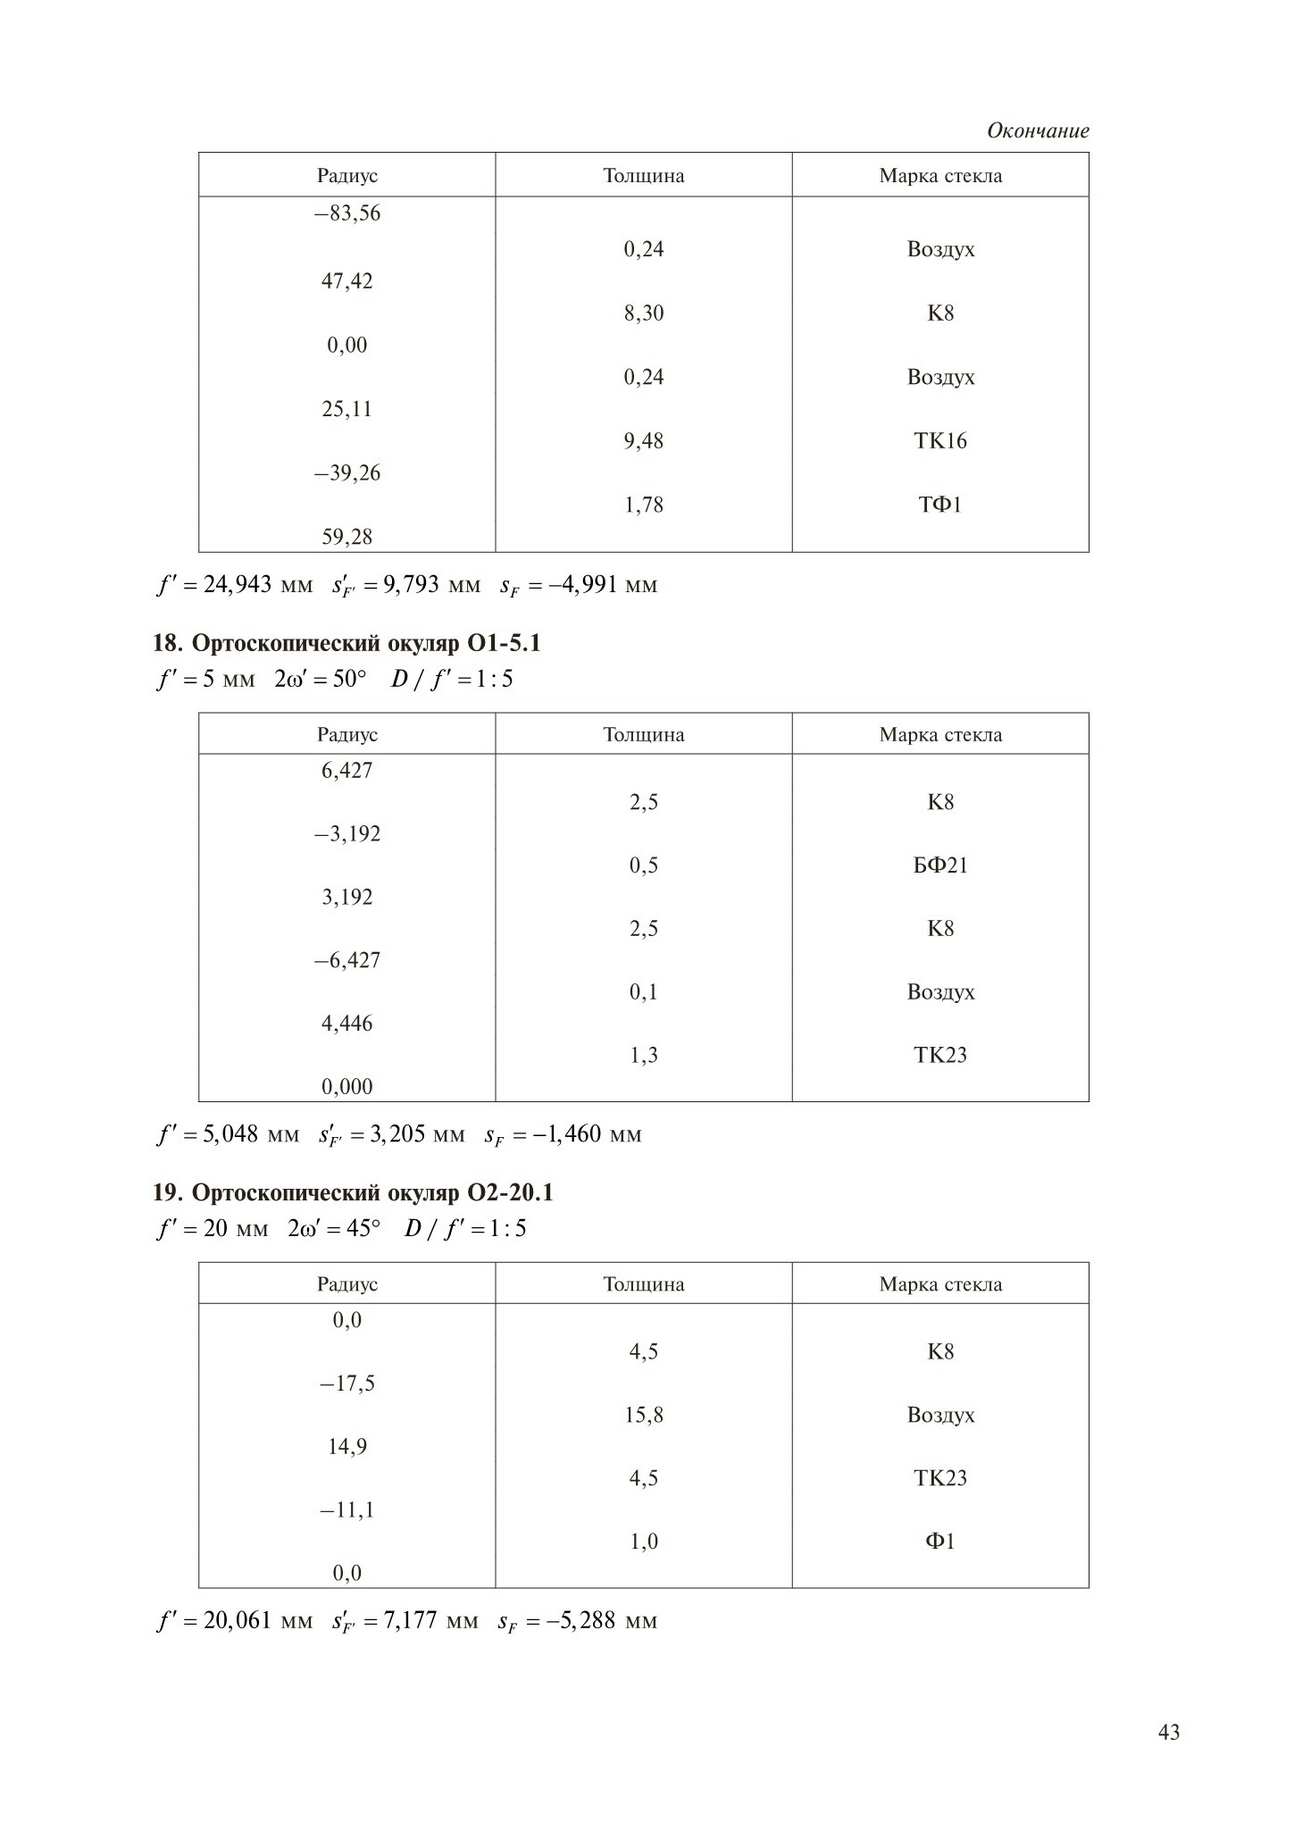 Окончание
Радиус Толщина Марка стекла
−83,56
0,24 Воздух
47,42
8,30 К8
0,00
0,24 Воздух
25,11
9,48 ТК16
−39,26
1,78 ТФ1
59,28
f′ = 24,943 мм s′F′ = 9,793 мм sF = −4,991 мм
18. Ортоскопический окуляр О1-5.1
f′ = 5 мм 2ω′ = 50° D / f′ = 1 : 5
Радиус Толщина Марка стекла
6,427
2,5 К8
−3,192
0,5 БФ21
3,192
2,5 К8
−6,427
0,1 Воздух
4,446
1,3 ТК23
0,000
f′ = 5,048 мм s′F′ = 3,205 мм sF = −1,460 мм
19. Ортоскопический окуляр О2-20.1
f′ = 20 мм 2ω′ = 45° D / f′ = 1 : 5
Радиус Толщина Марка стекла
0,0
4,5 К8
−17,5
15,8 Воздух
14,9
4,5 ТК23
−11,1
1,0 Ф1
0,0
f′ = 20,061 мм s′F′ = 7,177 мм sF = −5,288 мм
43